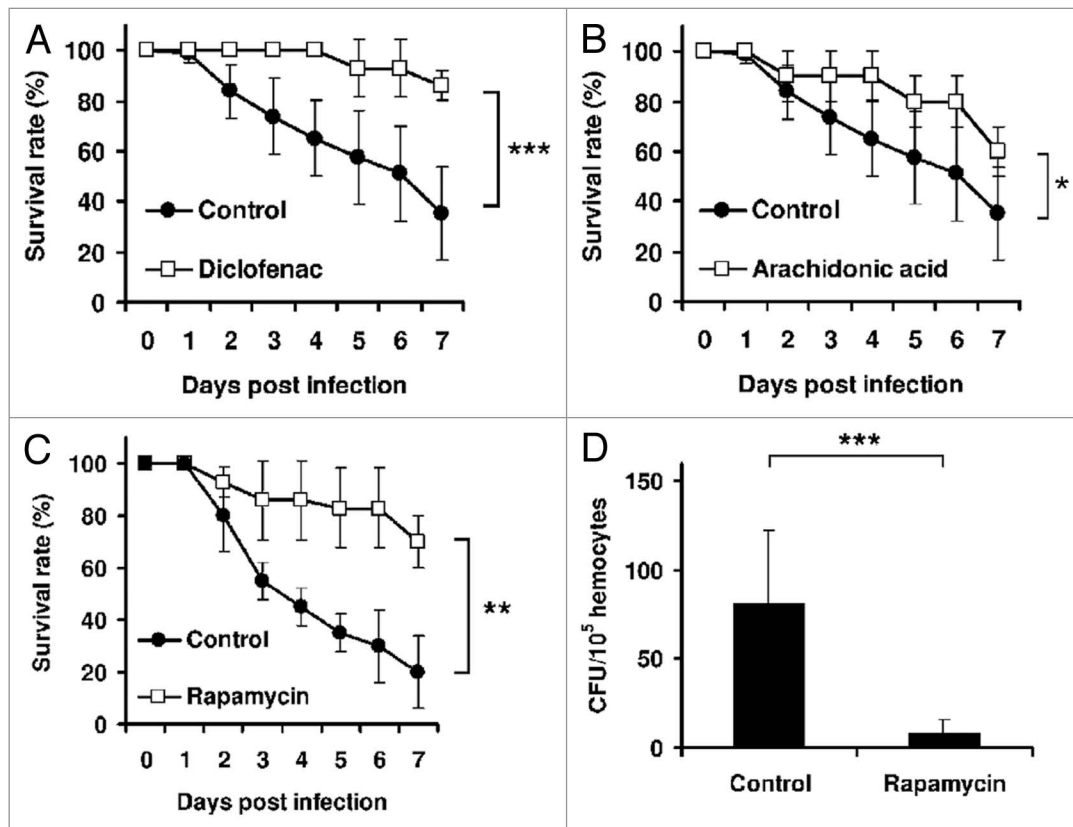 A
Survival rate (%)
100
80
60
40
20
0
Control
Diclofenac
***
0 1 2 3 4 5 6 7
Days post infection
B
Survival rate (%)
100
80
60
40
20
0
Control
Arachidonic acid
*
0 1 2 3 4 5 6 7
Days post infection
C
Survival rate (%)
100
80
60
40
20
0
Control
Rapamycin
**
0 1 2 3 4 5 6 7
Days post infection
D
***
CFU/10⁵ hemocytes
150
100
50
0
Control Rapamycin